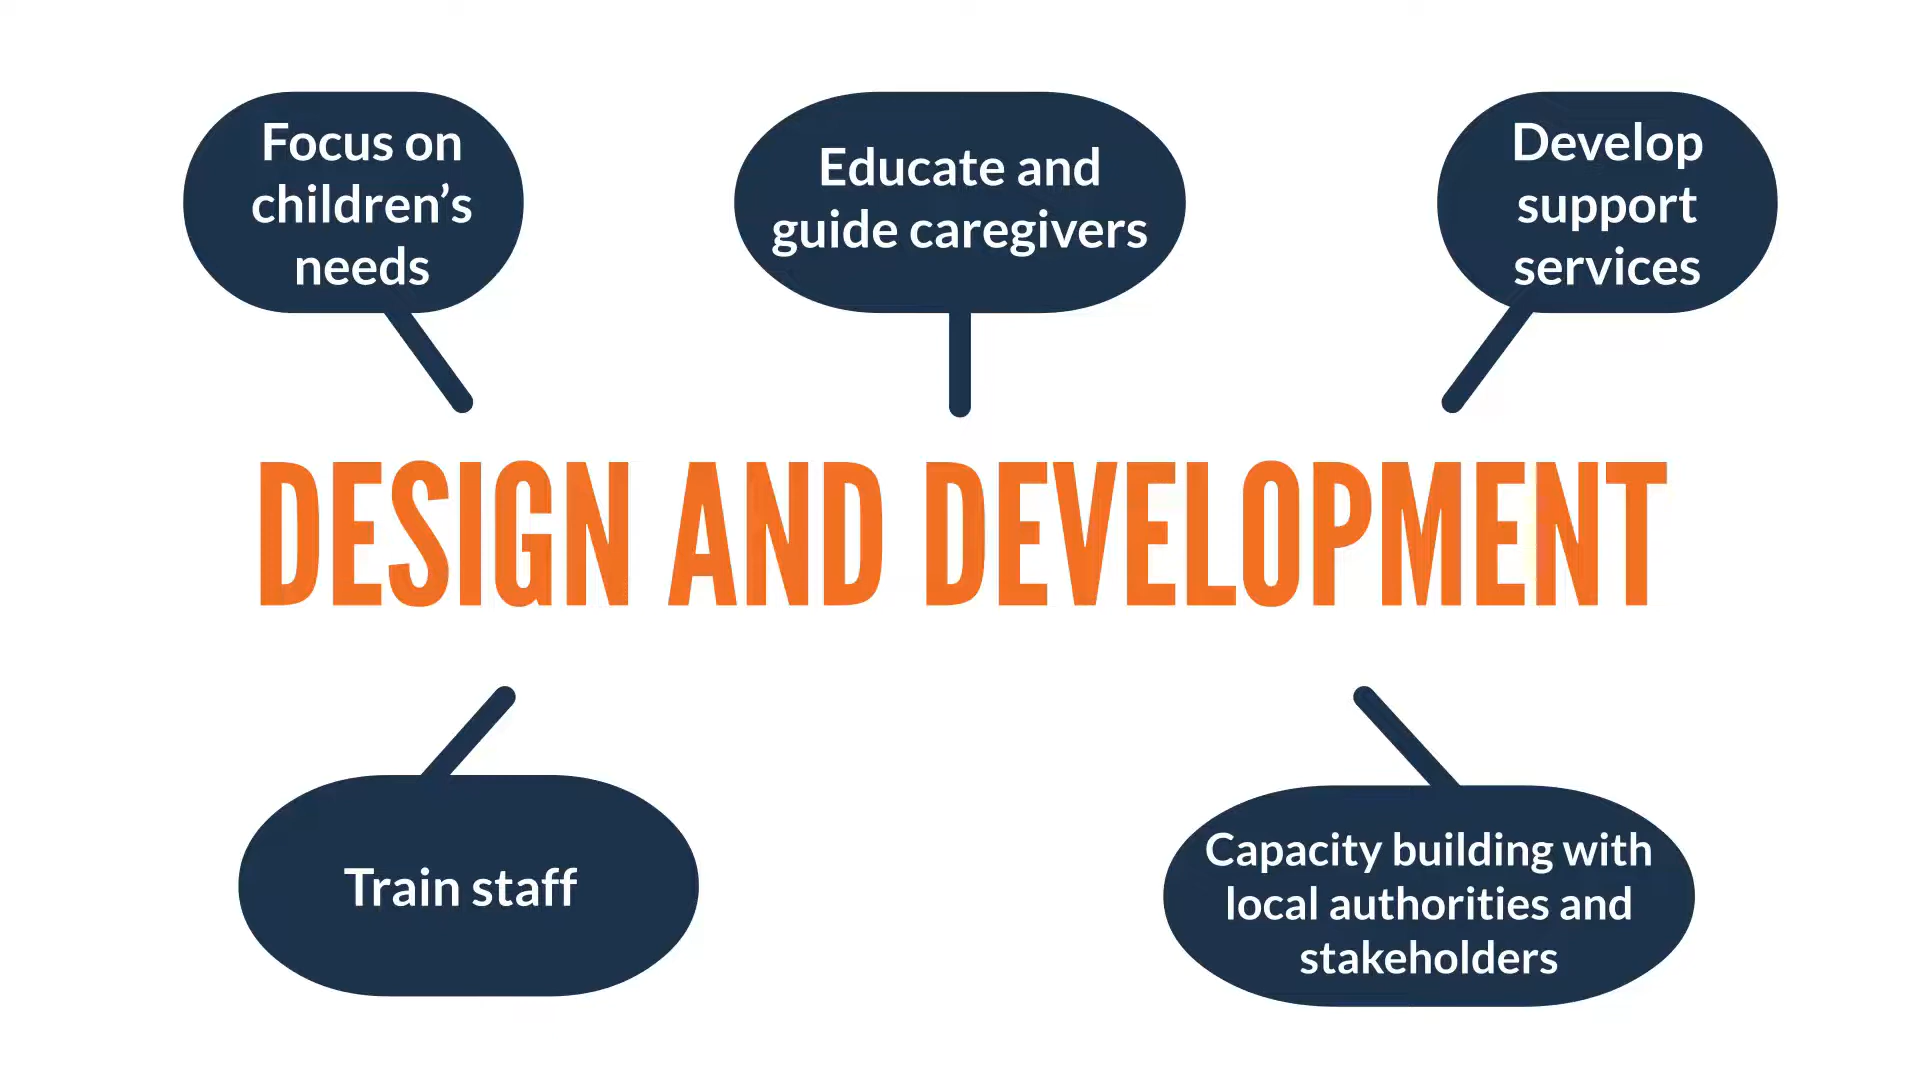 Focus on
children’s
needs
Educate and
guide caregivers
Develop
support
services
DESIGN AND DEVELOPMENT
Train staff
Capacity building with
local authorities and
stakeholders